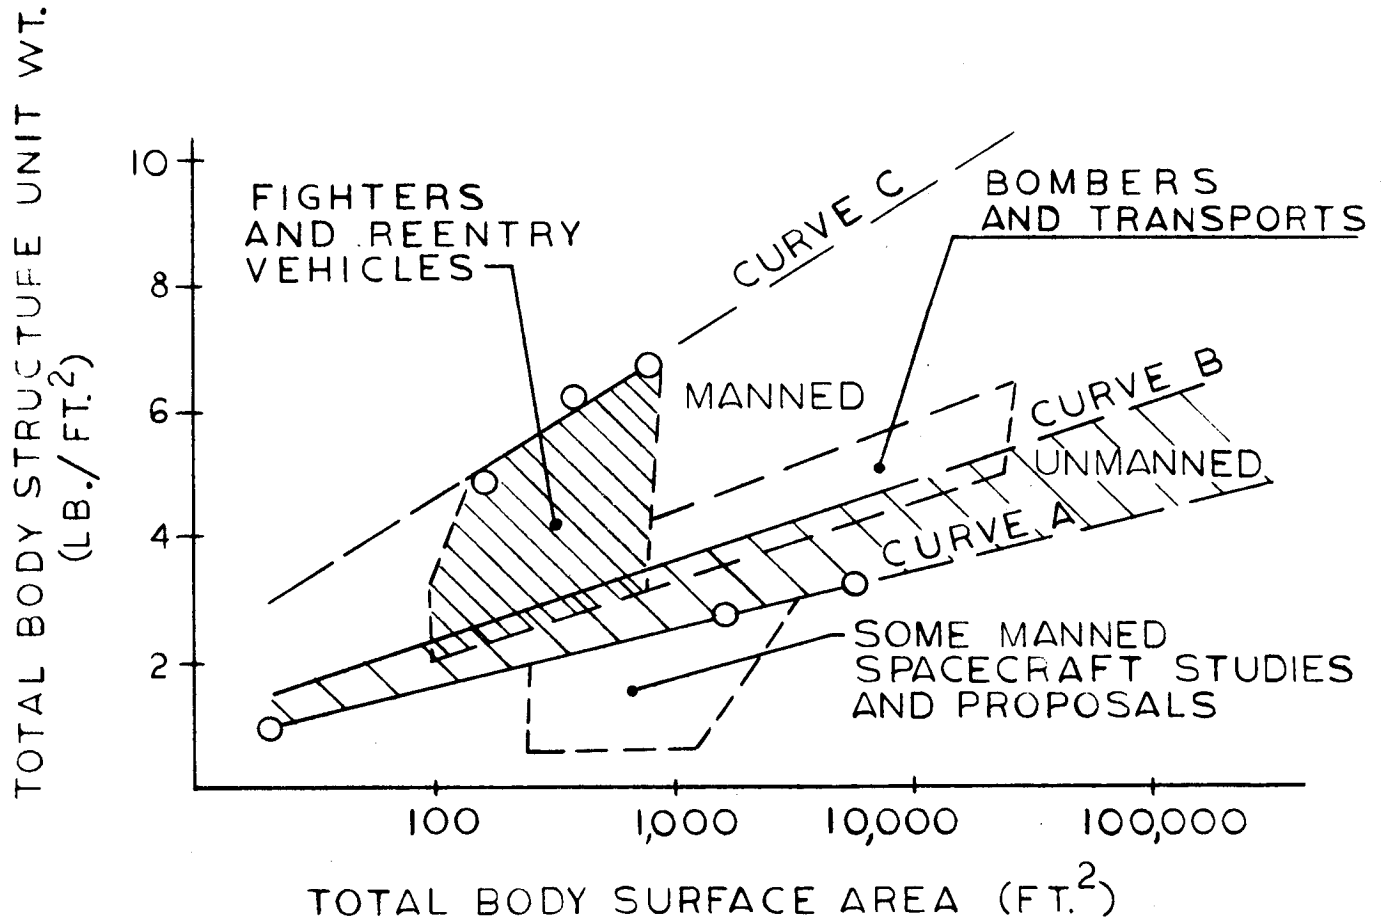 TOTAL BODY STRUCTURE UNIT WT.
(LB./FT.²)
10
8
6
4
2
FIGHTERS
AND REENTRY
VEHICLES
CURVE C
BOMBERS
AND TRANSPORTS
MANNED
CURVE B
UNMANNED
CURVE A
SOME MANNED
SPACECRAFT STUDIES
AND PROPOSALS
100
1,000
10,000
100,000
TOTAL BODY SURFACE AREA (FT.²)